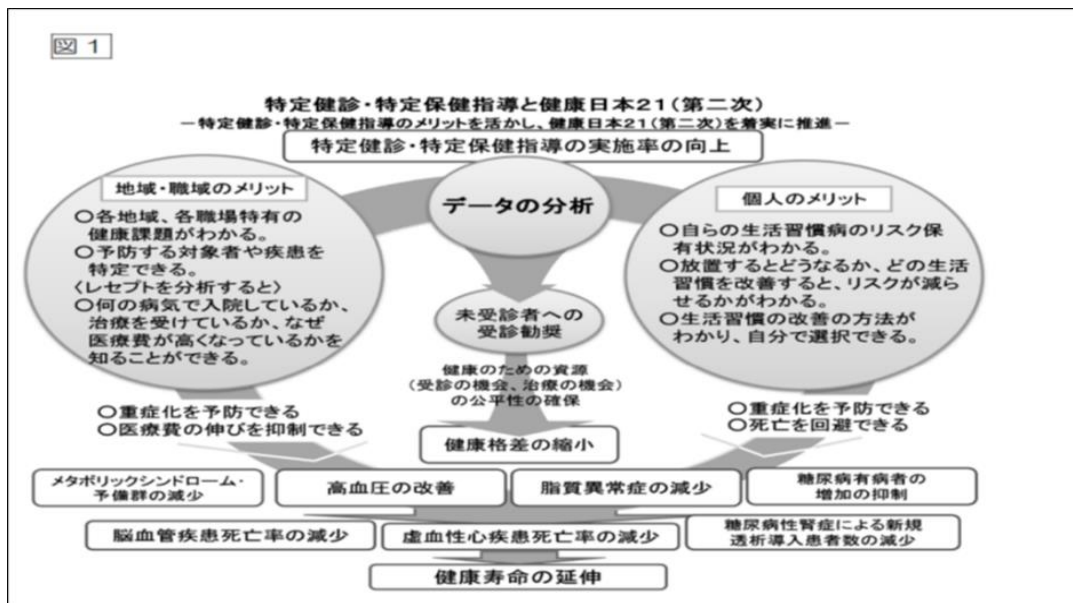 図 1
特定健診・特定保健指導と健康日本21(第二次)
－特定健診・特定保健指導のメリットを活かし、健康日本21(第二次)を着実に推進－
特定健診・特定保健指導の実施率の向上
地域・職域のメリット
○各地域、各職場特有の
健康課題がわかる。
○予防する対象者や疾患を
特定できる。
〈レセプトを分析すると〉
○何の病気で入院しているか、
治療を受けているか、なぜ
医療費が高くなっているかを
知ることができる。
データの分析
個人のメリット
○自らの生活習慣病のリスク保
有状況がわかる。
○放置するとどうなるか、どの生活
習慣を改善すると、リスクが減ら
せるかがわかる。
○生活習慣の改善の方法が
わかり、自分で選択できる。
未受診者への
受診勧奨
健康のための資源
(受診の機会、治療の機会)
の公平性の確保
○重症化を予防できる
○医療費の伸びを抑制できる
○重症化を予防できる
○死亡を回避できる
健康格差の縮小
メタボリックシンドローム・
予備群の減少
高血圧の改善
脂質異常症の減少
糖尿病有病者の
増加の抑制
脳血管疾患死亡率の減少
虚血性心疾患死亡率の減少
糖尿病性腎症による新規
透析導入患者数の減少
健康寿命の延伸